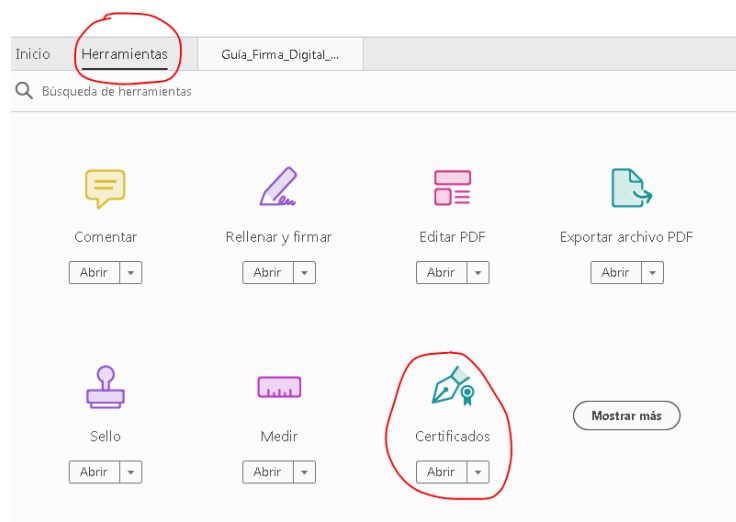 Inicio Herramientas Guía_Firma_Digital_...
Búsqueda de herramientas
Comentar Rellenar y firmar Editar PDF Exportar archivo PDF
Abrir Abrir Abrir Abrir
Sello Medir Certificados Mostrar más
Abrir Abrir Abrir